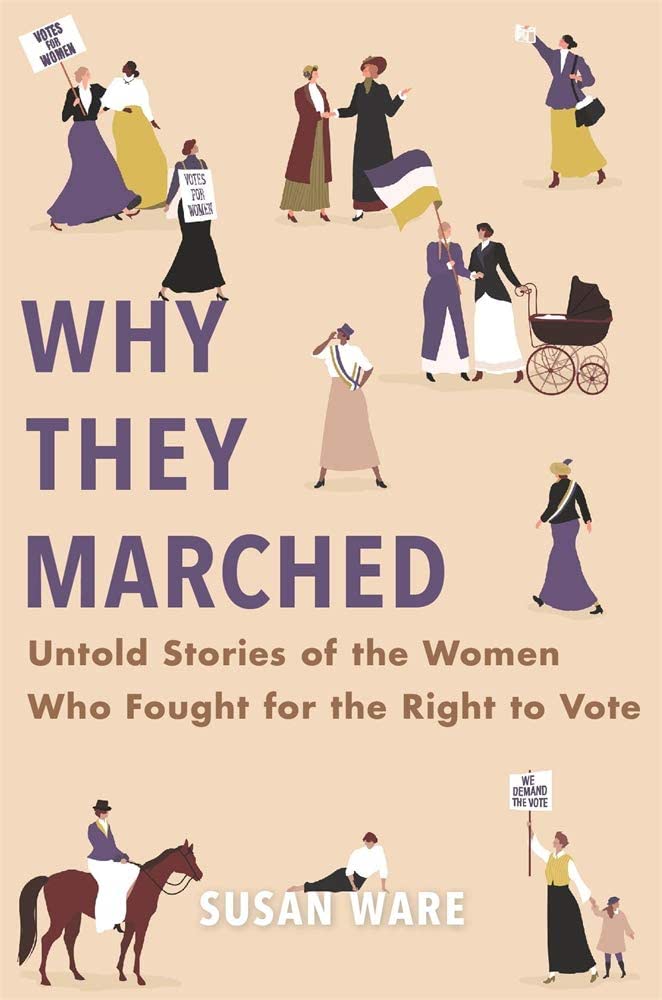 VOTES
FOR
WOMEN
VOTES
FOR
WOMEN
WHY
THEY
MARCHED
Untold Stories of the Women
Who Fought for the Right to Vote
WE
DEMAND
THE VOTE
SUSAN WARE